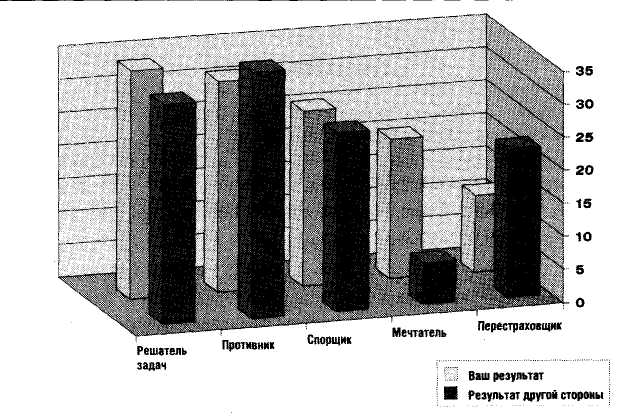 35
30
25
20
15
10
5
0
Решатель
задач
Противник
Спорщик
Мечтатель
Перестраховщик
Ваш результат
Результат другой стороны